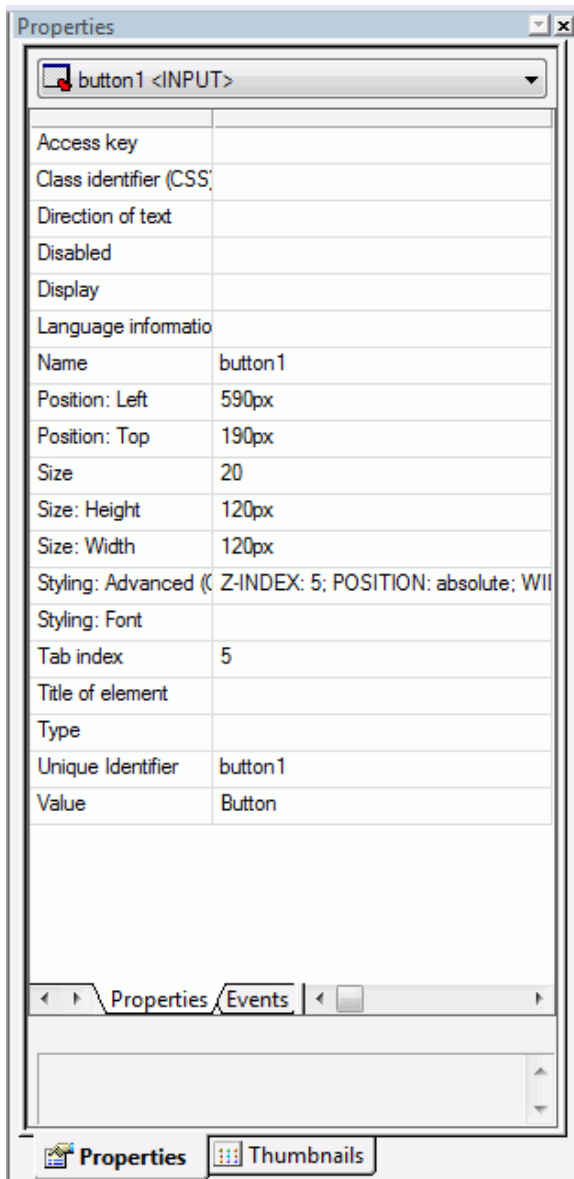 Properties
button1 <INPUT>
Access key
Class identifier (CSS)
Direction of text
Disabled
Display
Language informatio
Name button1
Position: Left 590px
Position: Top 190px
Size 20
Size: Height 120px
Size: Width 120px
Styling: Advanced (C Z-INDEX: 5; POSITION: absolute; WI
Styling: Font
Tab index 5
Title of element
Type
Unique Identifier button1
Value Button
Properties Events
Properties Thumbnails